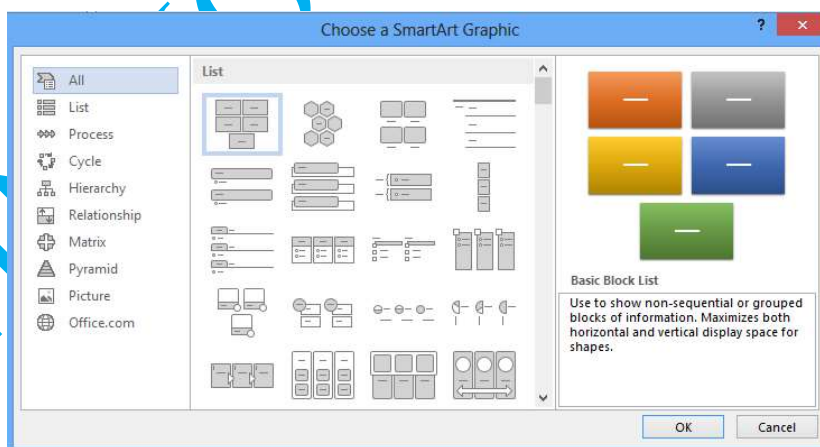 Choose a SmartArt Graphic
?
All
List
Process
Cycle
Hierarchy
Relationship
Matrix
Pyramid
Picture
Office.com
List
Basic Block List
Use to show non-sequential or grouped
blocks of information. Maximizes both
horizontal and vertical display space for
shapes.
OK
Cancel